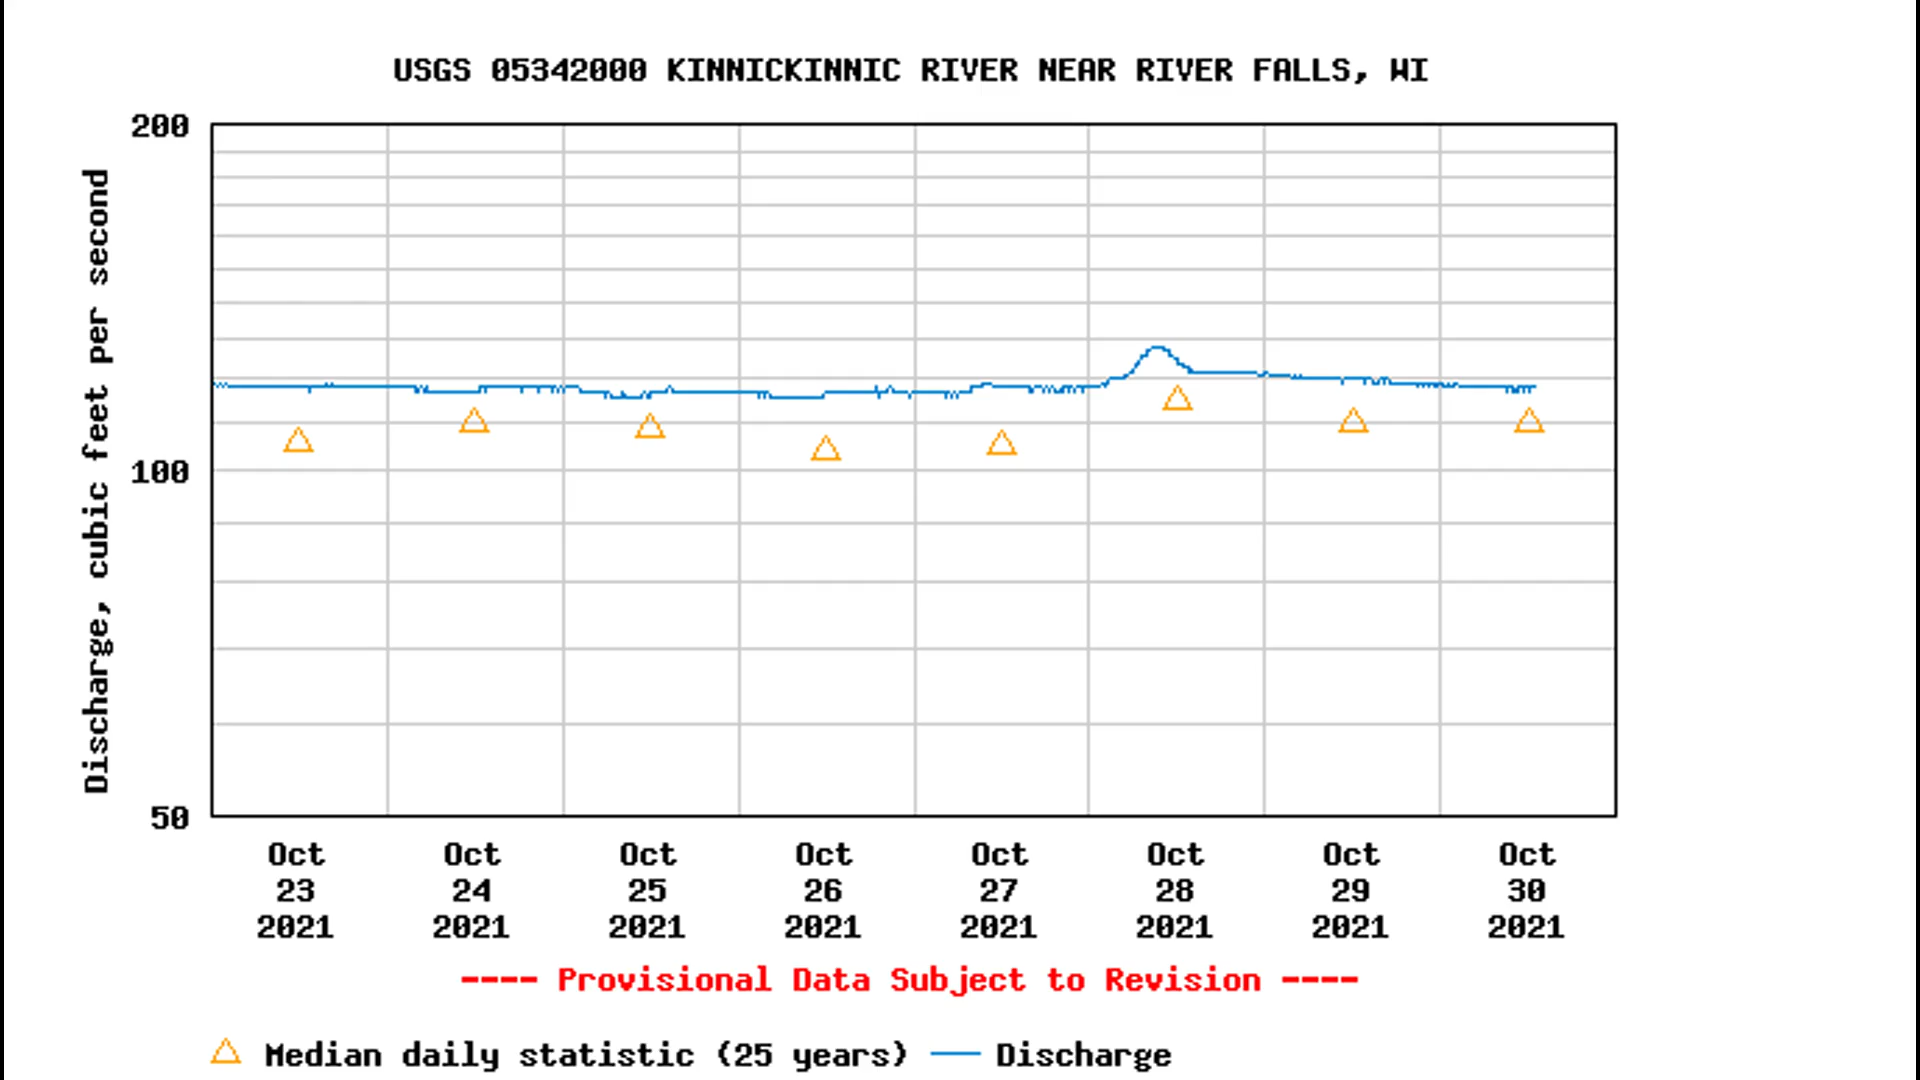 USGS 05342000 KINNICKINNIC RIVER NEAR RIVER FALLS, WI
200
100
50
Discharge, cubic feet per second
Oct Oct Oct Oct Oct Oct Oct Oct
23 24 25 26 27 28 29 30
2021 2021 2021 2021 2021 2021 2021 2021
---- Provisional Data Subject to Revision ----
Median daily statistic (25 years) Discharge